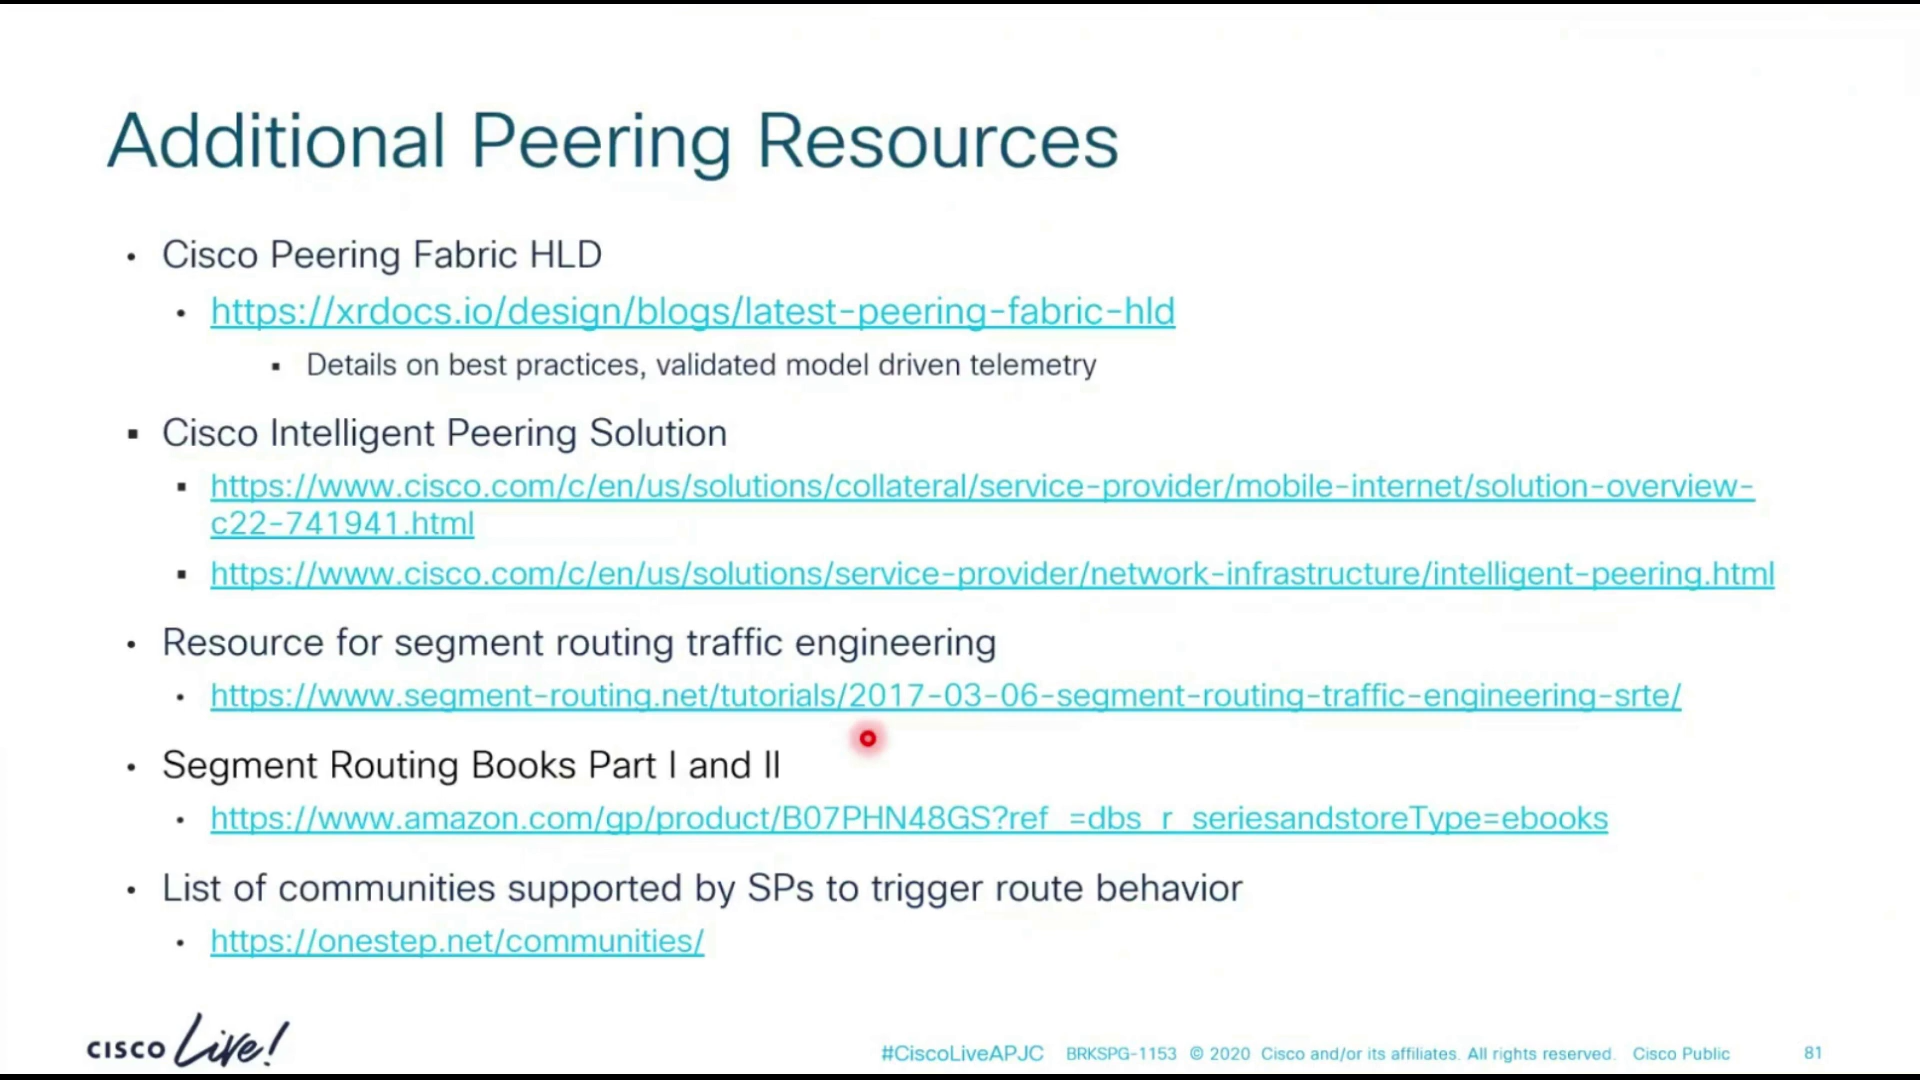 Additional Peering Resources
• Cisco Peering Fabric HLD
• https://xrdocs.io/design/blogs/latest-peering-fabric-hld
▪ Details on best practices, validated model driven telemetry
▪ Cisco Intelligent Peering Solution
▪ https://www.cisco.com/c/en/us/solutions/collateral/service-provider/mobile-internet/solution-overview-
c22-741941.html
▪ https://www.cisco.com/c/en/us/solutions/service-provider/network-infrastructure/intelligent-peering.html
• Resource for segment routing traffic engineering
• https://www.segment-routing.net/tutorials/2017-03-06-segment-routing-traffic-engineering-srte/
• Segment Routing Books Part I and II
• https://www.amazon.com/gp/product/B07PHN48GS?ref_=dbs_r_seriesandstoreType=ebooks
• List of communities supported by SPs to trigger route behavior
• https://onestep.net/communities/
CISCO Live! #CiscoLiveAPJC BRKSPG-1153 © 2020 Cisco and/or its affiliates. All rights reserved. Cisco Public 81